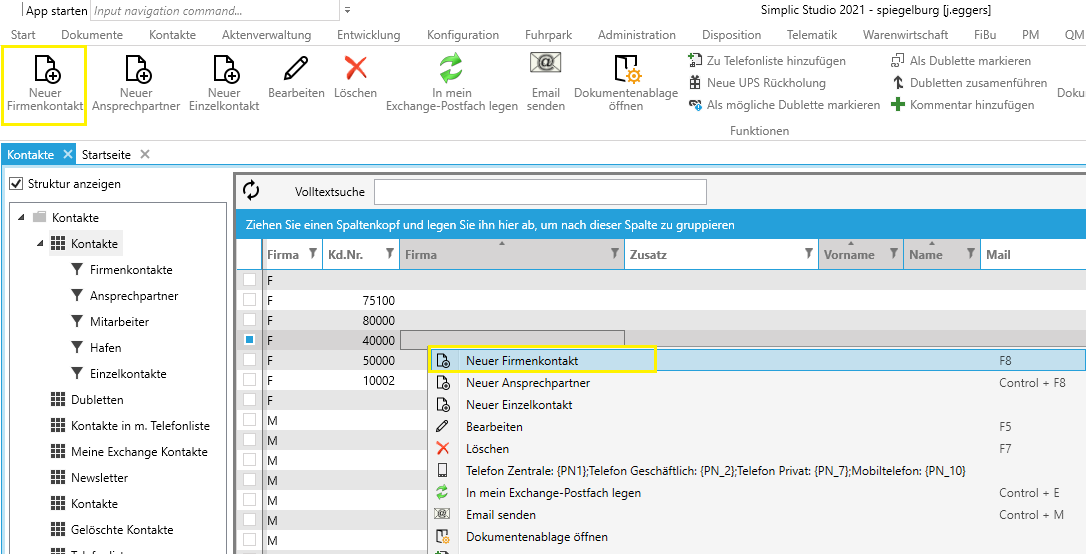 App starten Input navigation command...
Simplic Studio 2021 - spiegelburg [j.eggers]
Start Dokumente Kontakte Aktenverwaltung Entwicklung Konfiguration Fuhrpark Administration Disposition Telematik Warenwirtschaft FiBu PM QM
Neuer Firmenkontakt
Neuer Ansprechpartner
Neuer Einzelkontakt
Bearbeiten
Löschen
In mein Exchange-Postfach legen
Email senden
Dokumentenablage öffnen
Zu Telefonliste hinzufügen
Neue UPS Rückholung
Als mögliche Dublette markieren
Als Dublette markieren
Dubletten zusammenführen
Kommentar hinzufügen
Doku
Funktionen
Kontakte Startseite
Struktur anzeigen
Kontakte
Kontakte
Firmenkontakte
Ansprechpartner
Mitarbeiter
Hafen
Einzelkontakte
Dubletten
Kontakte in m. Telefonliste
Meine Exchange Kontakte
Newsletter
Kontakte
Gelöschte Kontakte
Volltextsuche
Ziehen Sie einen Spaltenkopf und legen Sie ihn hier ab, um nach dieser Spalte zu gruppieren
Firma Kd.Nr. Firma Zusatz Vorname Name Mail
F
F 75100
F 80000
F 40000
F 50000
F 10002
F
M
M
M
M
M
M
M
Neuer Firmenkontakt F8
Neuer Ansprechpartner Control + F8
Neuer Einzelkontakt
Bearbeiten F5
Löschen F7
Telefon Zentrale: {PN1};Telefon Geschäftlich: {PN_2};Telefon Privat: {PN_7};Mobiltelefon: {PN_10}
In mein Exchange-Postfach legen Control + E
Email senden Control + M
Dokumentenablage öffnen